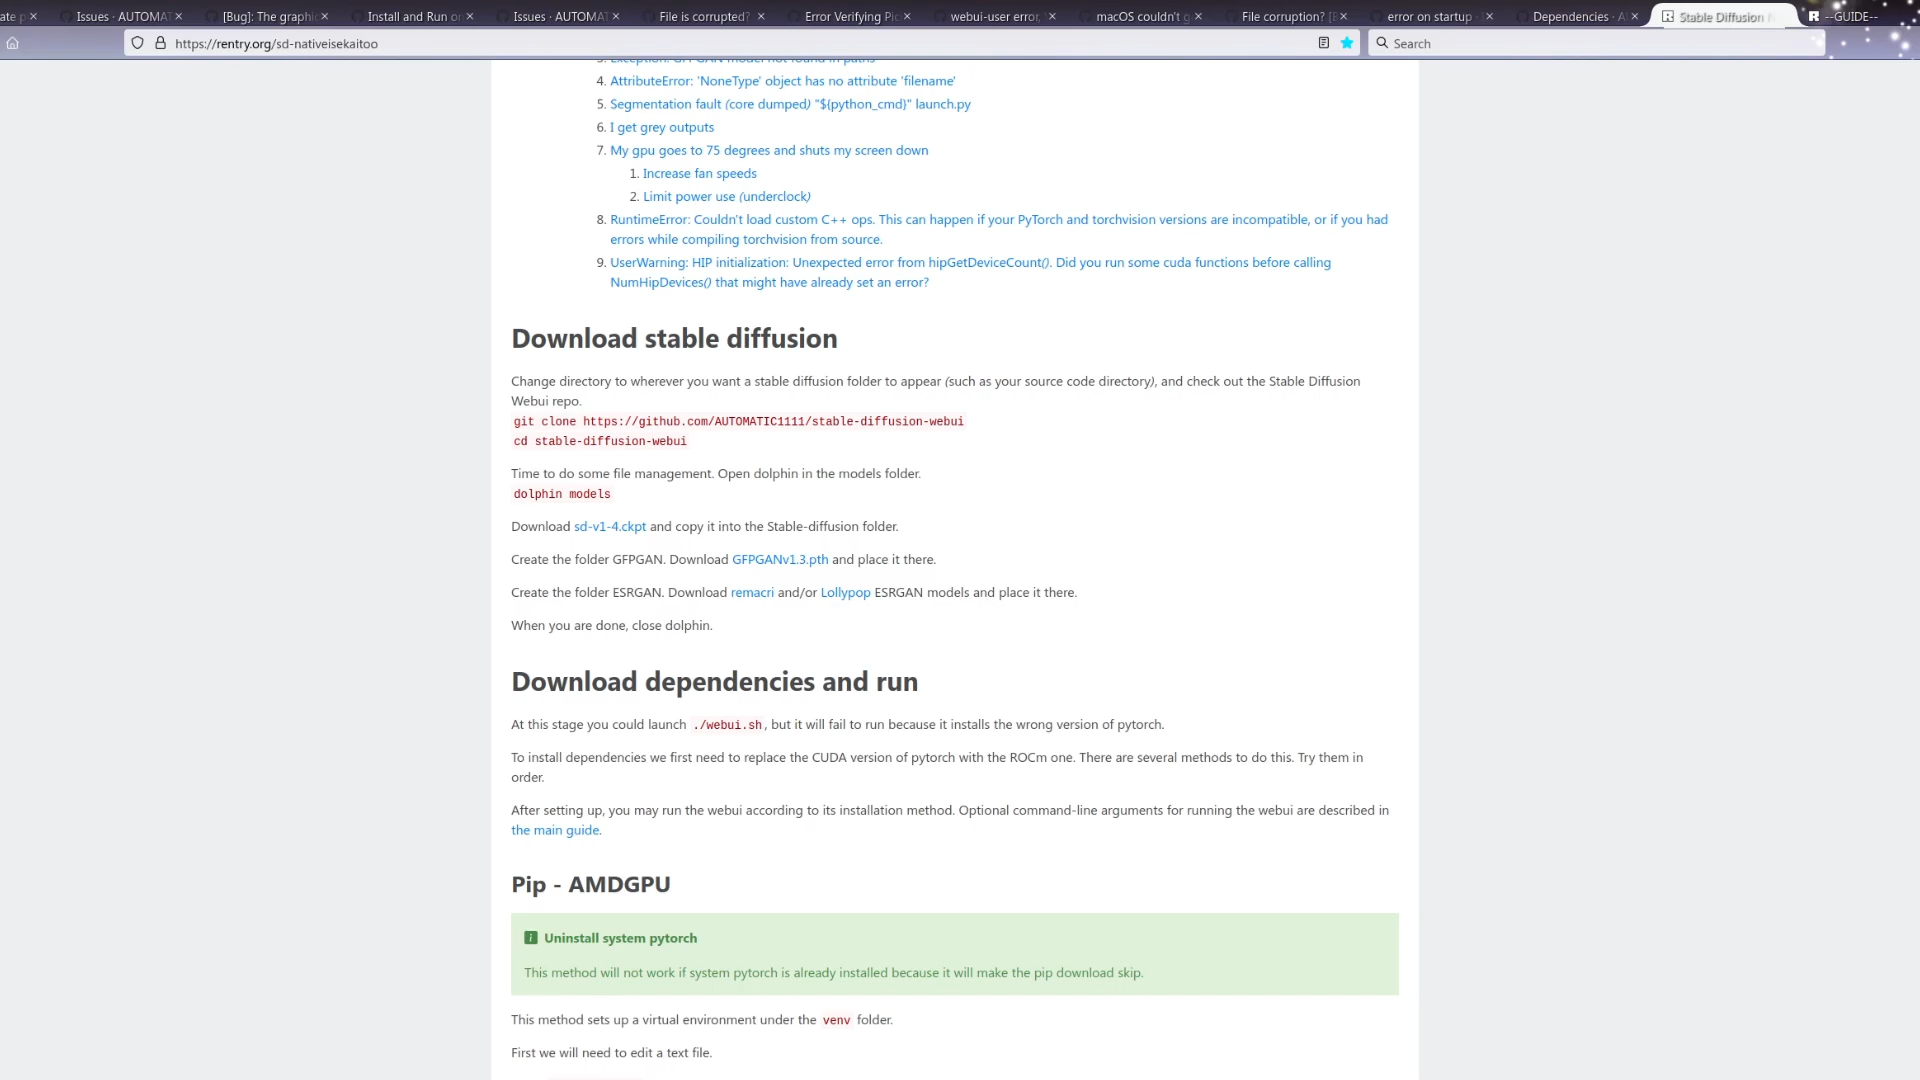 ate p
Issues · AUTOMAT
[Bug]: The graphic
Install and Run on
Issues · AUTOMAT
File is corrupted?
Error Verifying Pic
webui-user error,
macOS couldn't g
File corruption? [B
error on startup ·
Dependencies · A
Stable Diffusion
--GUIDE--
https://rentry.org/sd-nativeisekaitoo
Search
3. Exception: GFPGAN model not found in paths
4. AttributeError: 'NoneType' object has no attribute 'filename'
5. Segmentation fault (core dumped) "${python_cmd}" launch.py
6. I get grey outputs
7. My gpu goes to 75 degrees and shuts my screen down
1. Increase fan speeds
2. Limit power use (underclock)
8. RuntimeError: Couldn't load custom C++ ops. This can happen if your PyTorch and torchvision versions are incompatible, or if you had
errors while compiling torchvision from source.
9. UserWarning: HIP initialization: Unexpected error from hipGetDeviceCount(). Did you run some cuda functions before calling
NumHipDevices() that might have already set an error?
Download stable diffusion
Change directory to wherever you want a stable diffusion folder to appear (such as your source code directory), and check out the Stable Diffusion
Webui repo.
git clone https://github.com/AUTOMATIC1111/stable-diffusion-webui
cd stable-diffusion-webui
Time to do some file management. Open dolphin in the models folder.
dolphin models
Download sd-v1-4.ckpt and copy it into the Stable-diffusion folder.
Create the folder GFPGAN. Download GFPGANv1.3.pth and place it there.
Create the folder ESRGAN. Download remacri and/or Lollypop ESRGAN models and place it there.
When you are done, close dolphin.
Download dependencies and run
At this stage you could launch ./webui.sh, but it will fail to run because it installs the wrong version of pytorch.
To install dependencies we first need to replace the CUDA version of pytorch with the ROCm one. There are several methods to do this. Try them in
order.
After setting up, you may run the webui according to its installation method. Optional command-line arguments for running the webui are described in
the main guide.
Pip - AMDGPU
Uninstall system pytorch
This method will not work if system pytorch is already installed because it will make the pip download skip.
This method sets up a virtual environment under the venv folder.
First we will need to edit a text file.